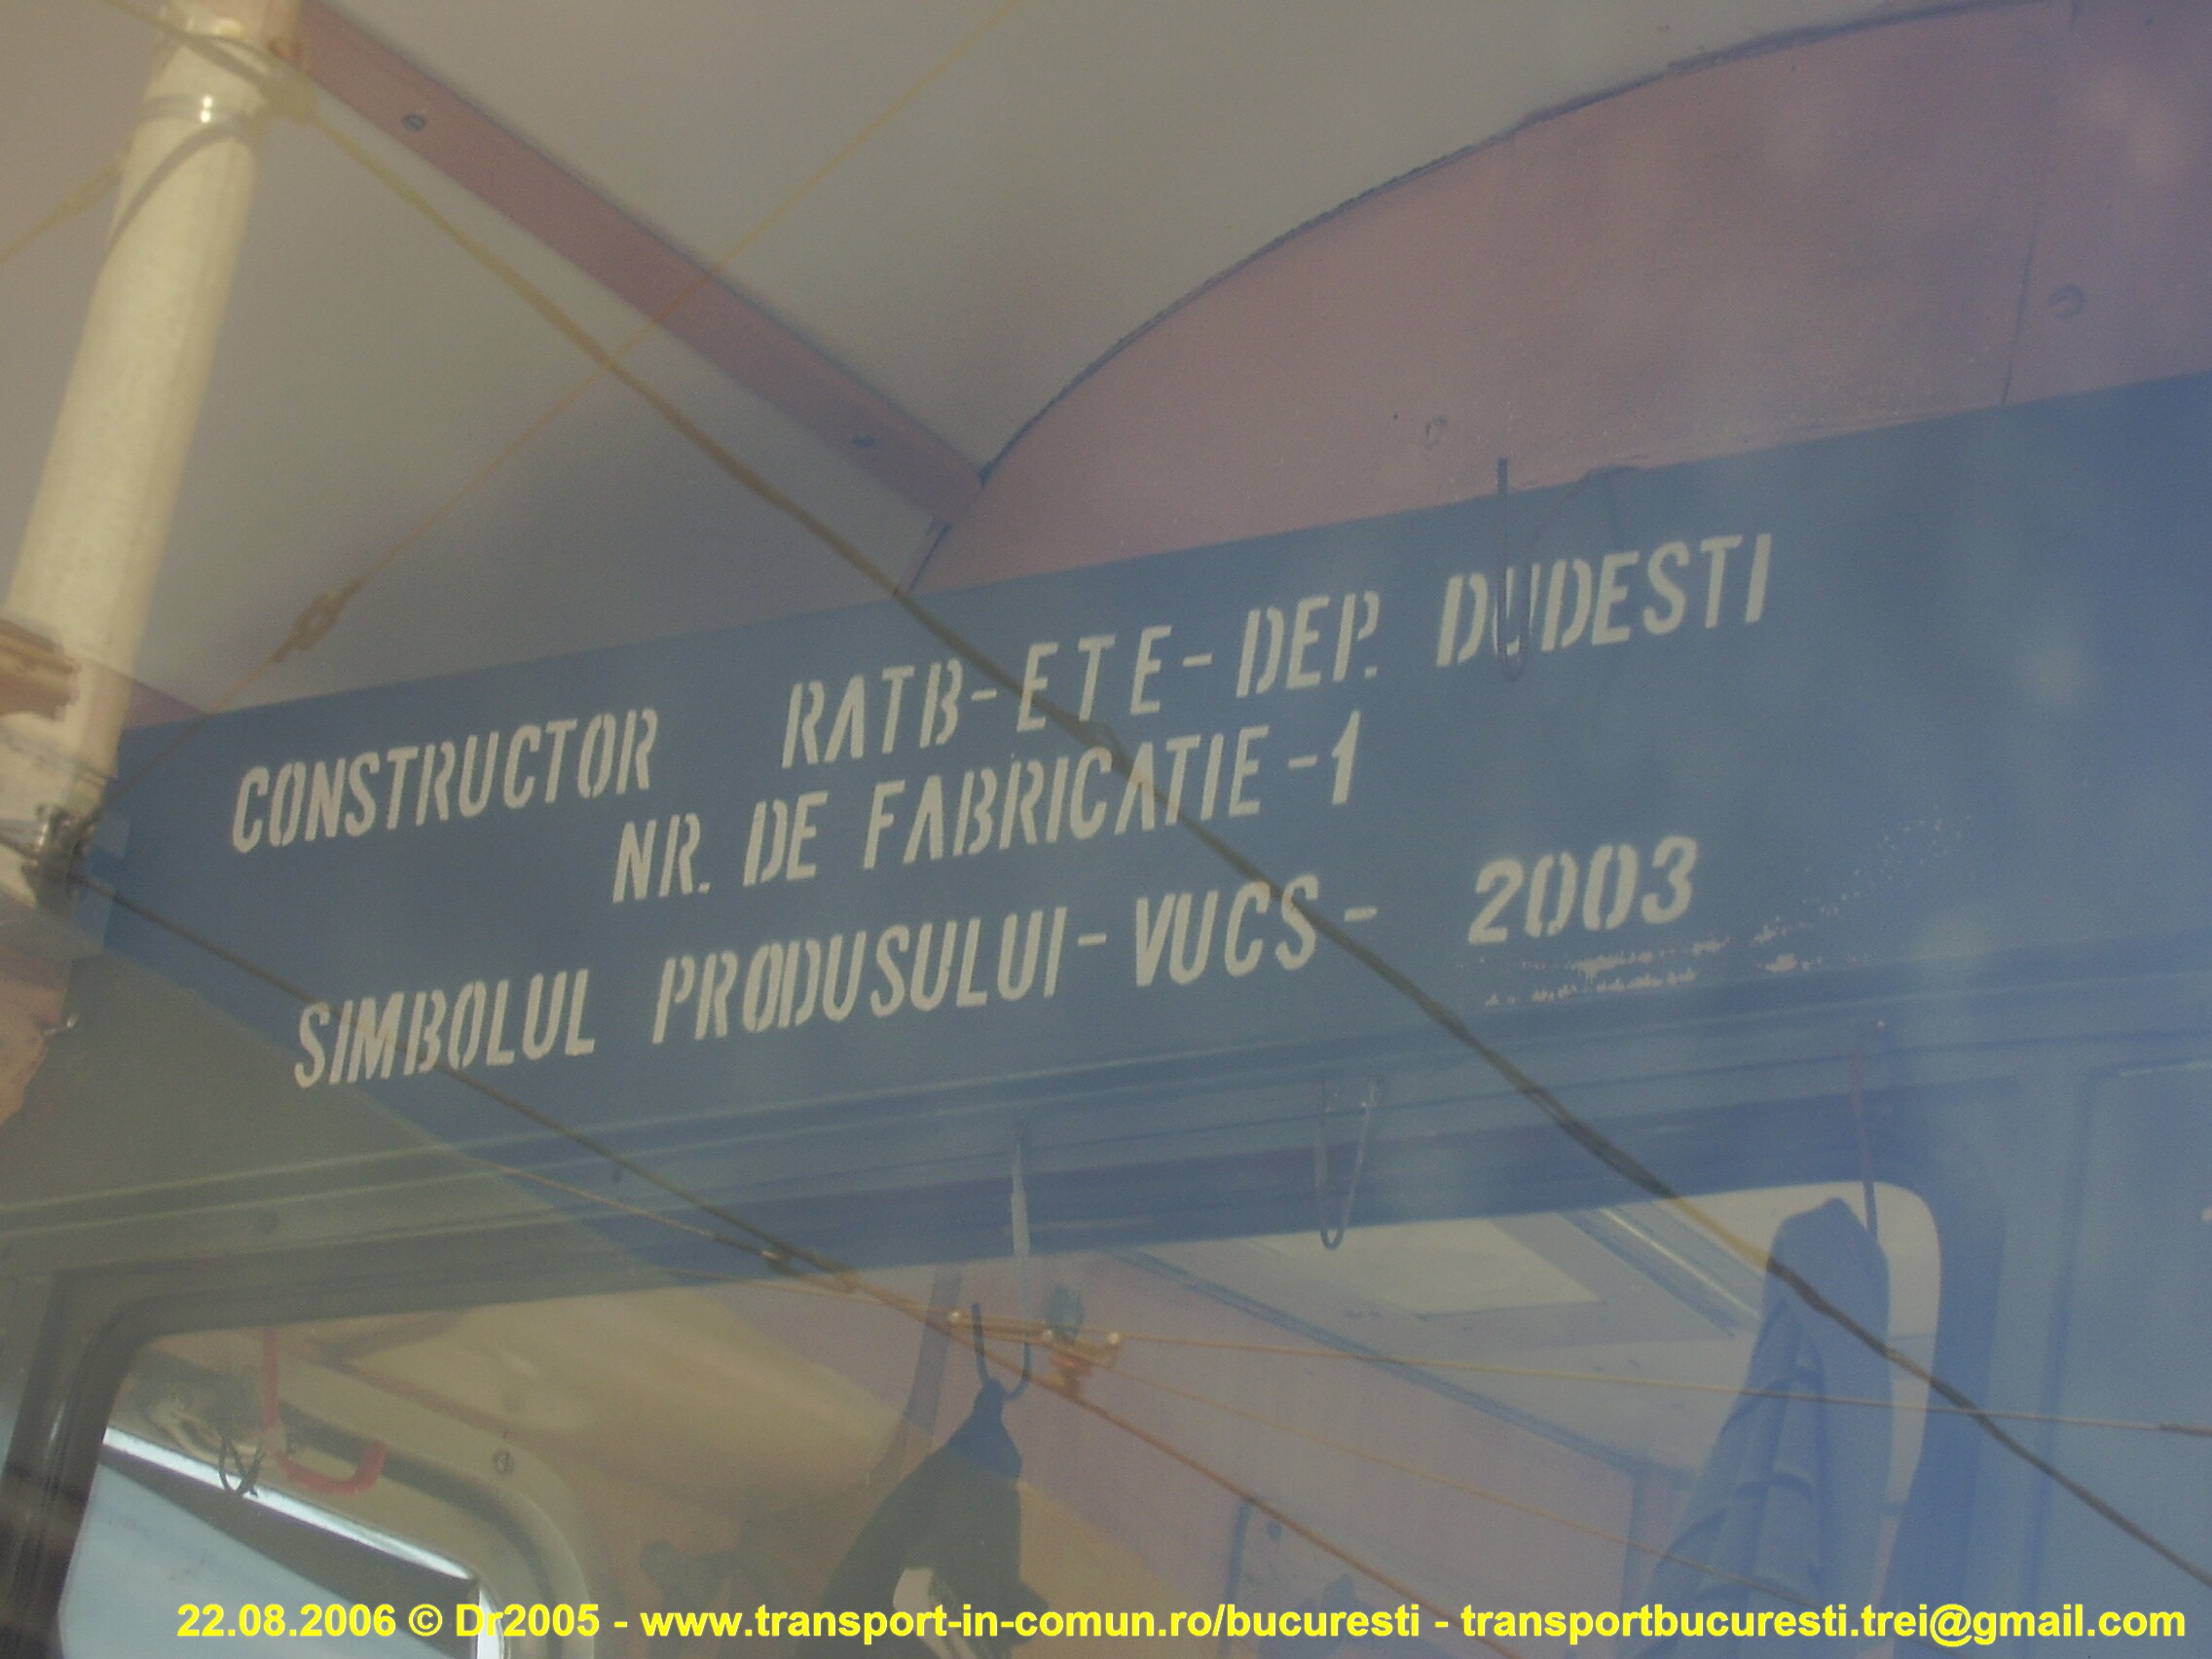 CONSTRUCTOR RATB-ETE-DEP. DUDESTI
NR. DE FABRICATIE-1
SIMBOLUL PRODUSULUI-VUCS- 2003
22.08.2006 © Dr2005 - www.transport-in-comun.ro/bucuresti - transportbucuresti.trei@gmail.com